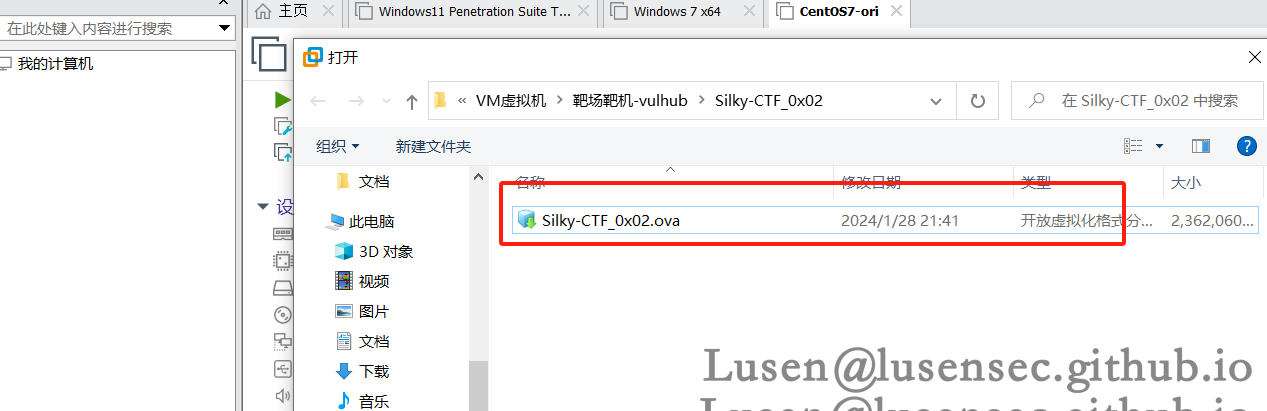 主页
Windows11 Penetration Suite T...
Windows 7 x64
CentOS7-ori
在此处键入内容进行搜索
我的计算机
打开
« VM虚拟机 › 靶场靶机-vulhub › Silky-CTF_0x02
在 Silky-CTF_0x02 中搜索
组织
新建文件夹
名称
修改日期
类型
大小
Silky-CTF_0x02.ova
2024/1/28 21:41
开放虚拟化格式分...
2,362,060...
文档
此电脑
3D 对象
视频
图片
文档
下载
音乐
设
Lusen@lusensec.github.io
Lusen@lusensec.github.io